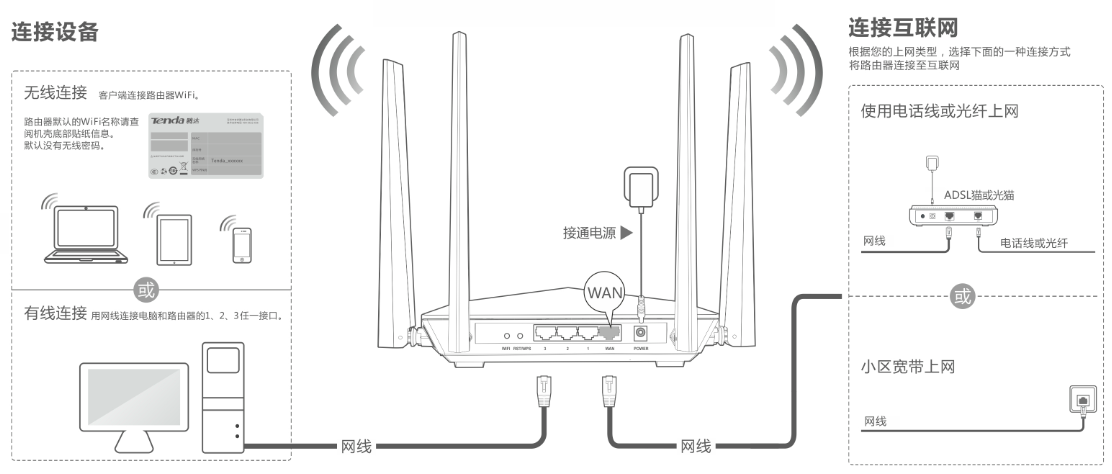 连接设备
无线连接 客户端连接路由器WiFi。
路由器默认的WiFi名称请查
阅机壳底部贴纸信息。
默认没有无线密码。
Tenda 腾达
Tenda_xxxxxx
或
有线连接 用网线连接电脑和路由器的1、2、3任一接口。
网线
接通电源
WAN
WiFi RST/WPS 3 2 1 WAN POWER
网线
连接互联网
根据您的上网类型，选择下面的一种连接方式
将路由器连接至互联网
使用电话线或光纤上网
ADSL猫或光猫
网线
电话线或光纤
或
小区宽带上网
网线